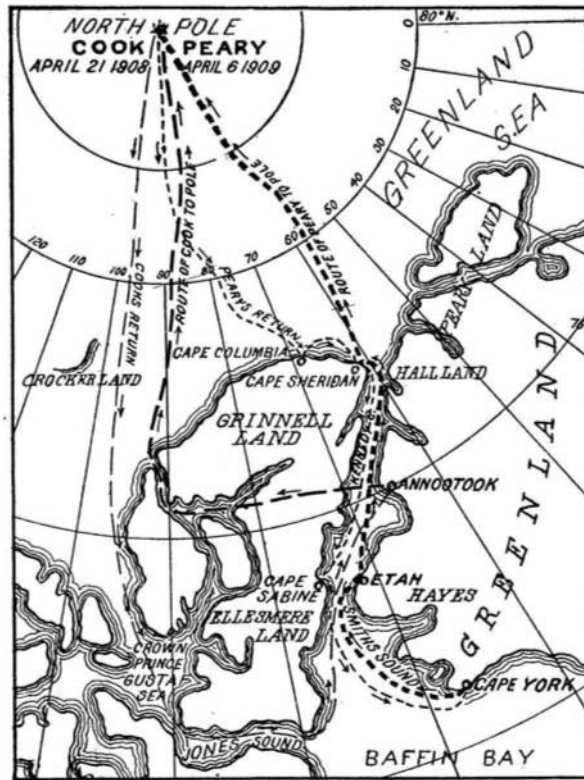 NORTH POLE
COOK PEARY
APRIL 21 1908 APRIL 6 1909
0 80° N.
10
20
30
40
50
60
70
80
90
100
110
120
GREENLAND SEA
COOKS RETURN
ROUTE OF COOK TO POLE
ROUTE OF PEARY TO POLE
PEARYS RETURN
PEARY LAND
CROCKERLAND
CAPE COLUMBIA
CAPE SHERIDAN
HALL LAND
GRINNELL
LAND
ANNOOTOOK
GREENLAND
CAPE
SABINE
ETAH
HAYES
ELLESMERE
LAND
SMITHS SOUND
CROWN
PRINCE
GUSTAF
SEA
CAPE YORK
JONES SOUND
BAFFIN BAY